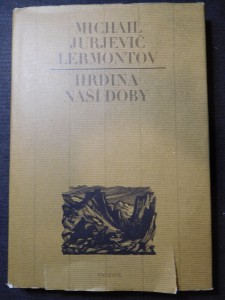 MICHAIL
JURJEVIČ
LERMONTOV
HRDINA
NAŠÍ DOBY